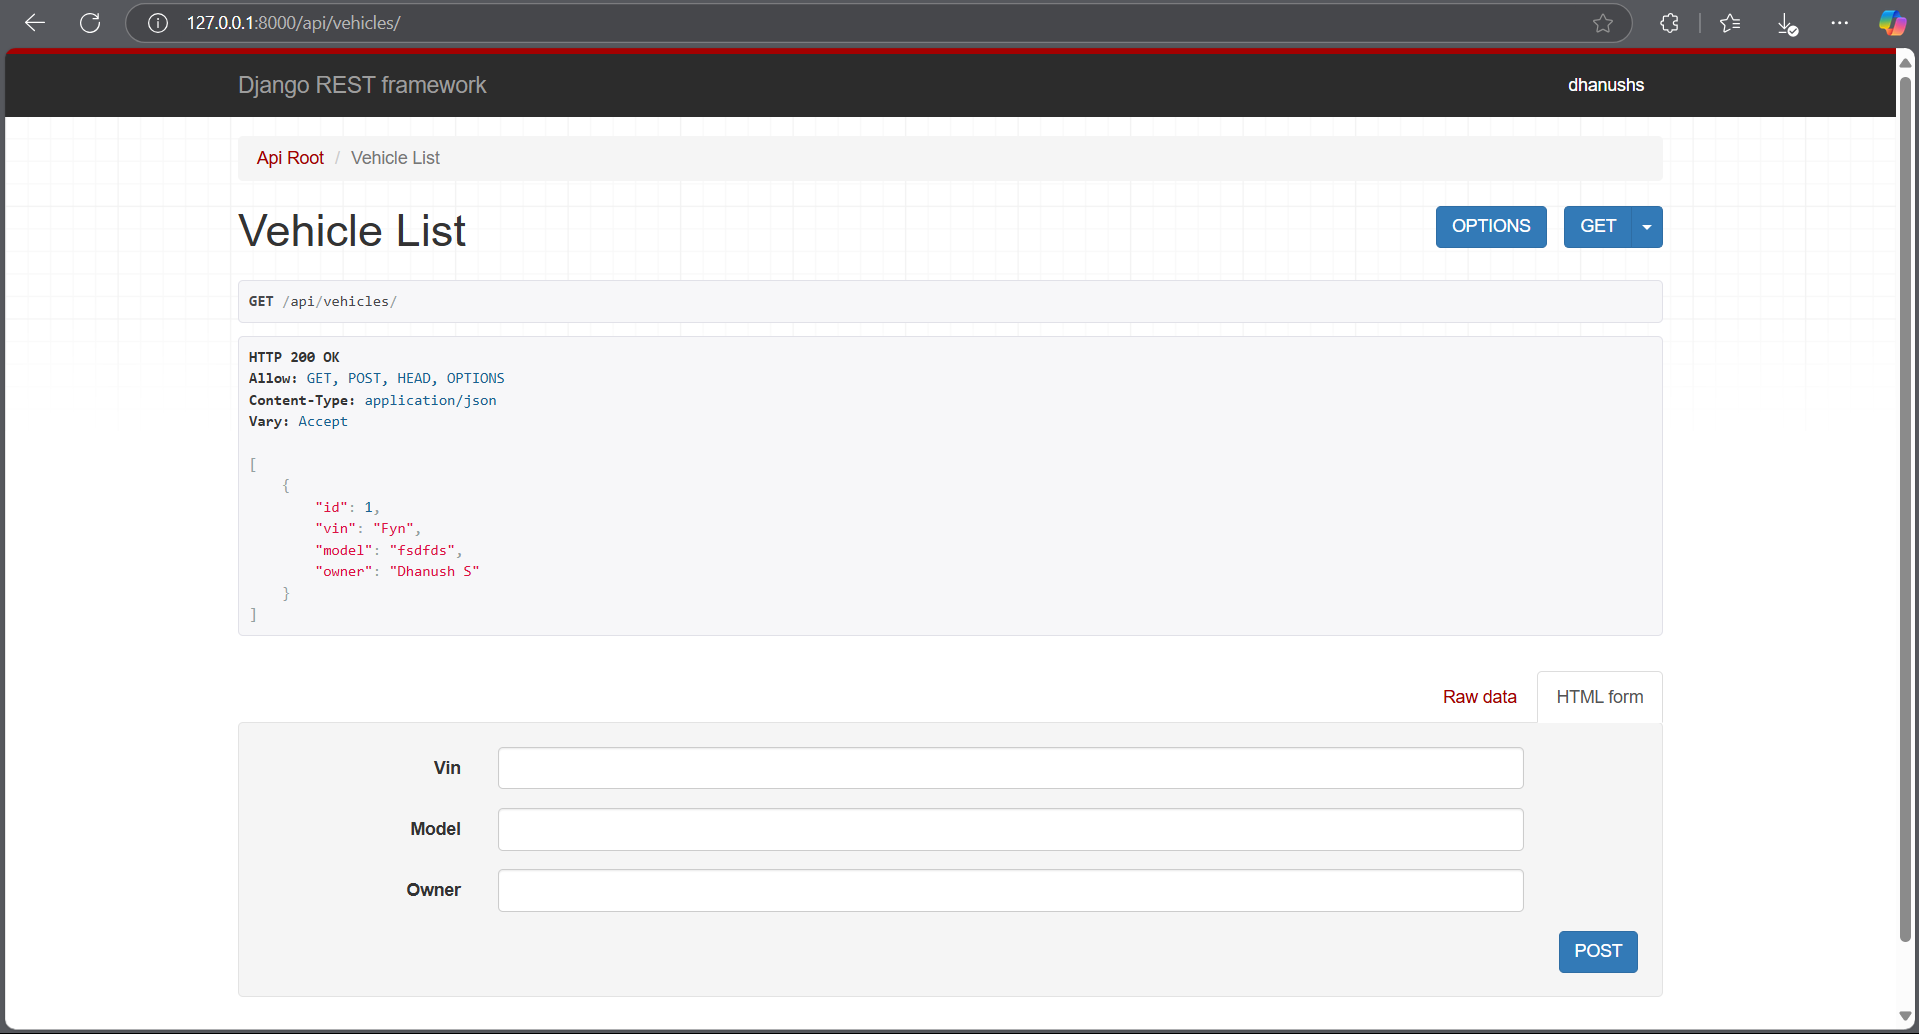 127.0.0.1:8000/api/vehicles/
Django REST framework
dhanushs
Api Root / Vehicle List
Vehicle List
OPTIONS
GET
GET /api/vehicles/
HTTP 200 OK
Allow: GET, POST, HEAD, OPTIONS
Content-Type: application/json
Vary: Accept
[
    {
        "id": 1,
        "vin": "Fyn",
        "model": "fsdfds",
        "owner": "Dhanush S"
    }
]
Raw data
HTML form
Vin
Model
Owner
POST